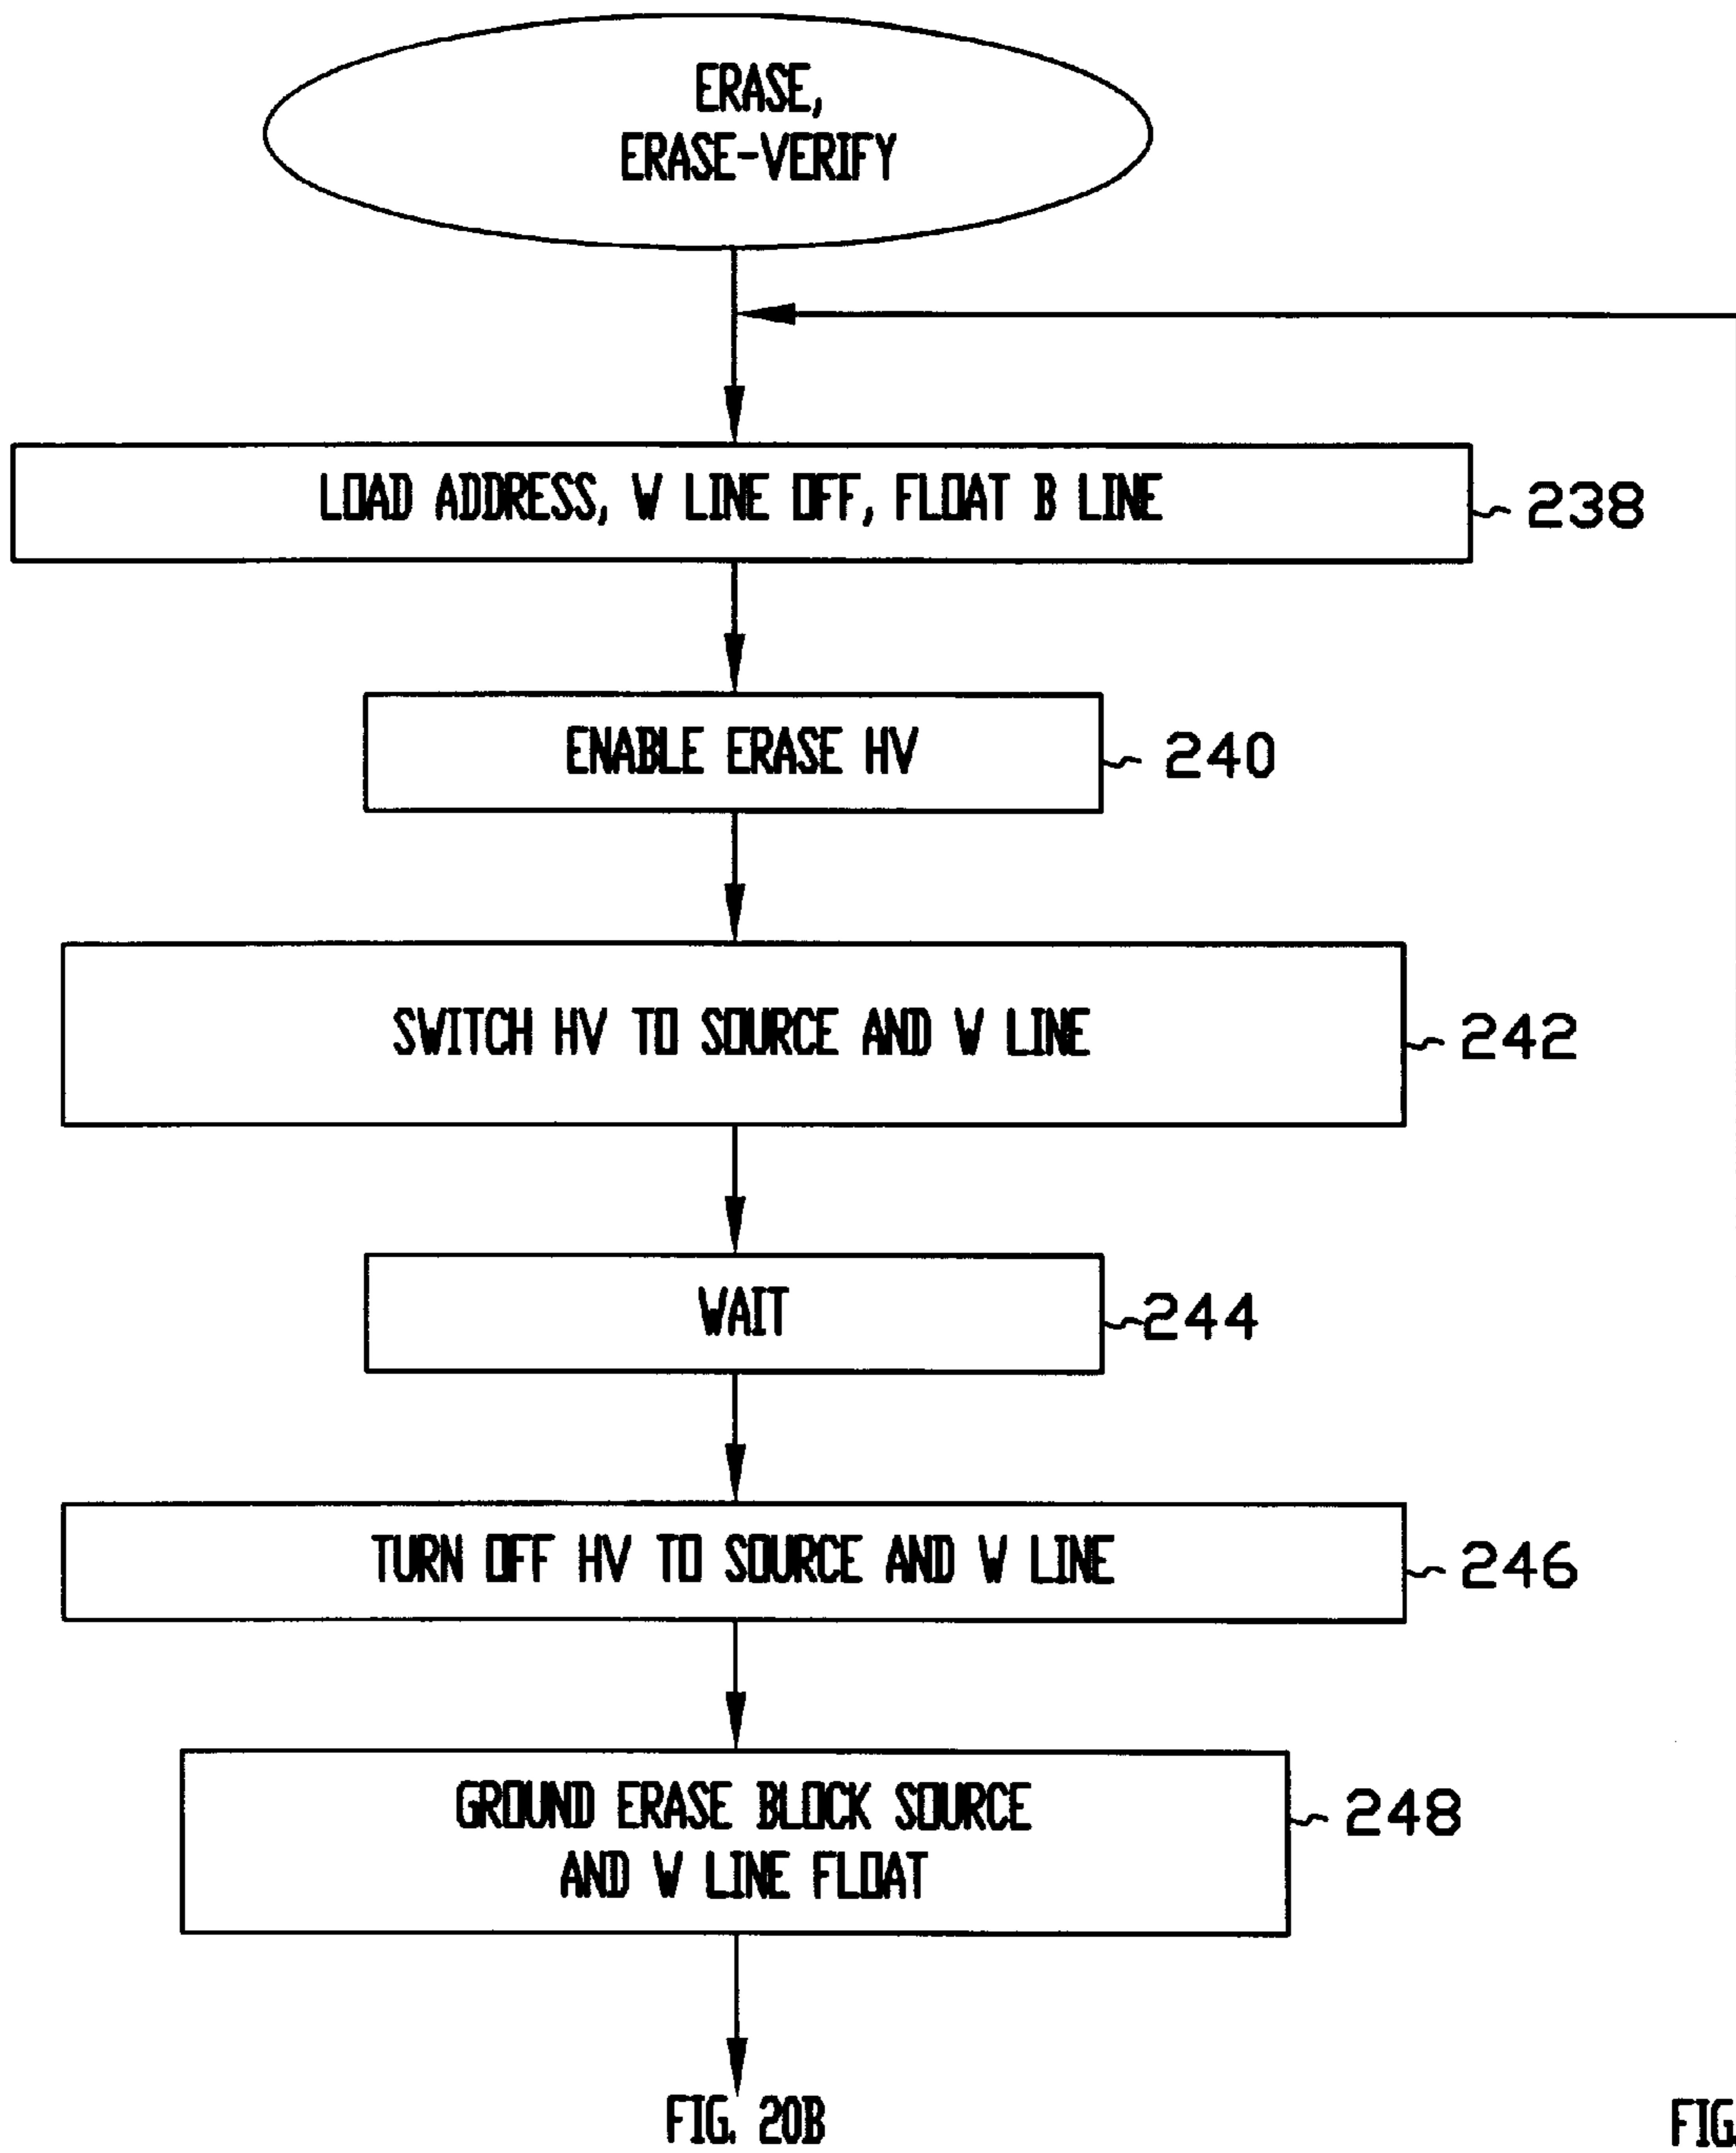 ERASE,
ERASE-VERIFY
LOAD ADDRESS, W LINE OFF, FLOAT B LINE
238
ENABLE ERASE HV
240
SWITCH HV TO SOURCE AND W LINE
242
WAIT
244
TURN OFF HV TO SOURCE AND W LINE
246
GROUND ERASE BLOCK SOURCE
AND W LINE FLOAT
248
FIG. 20B
FIG